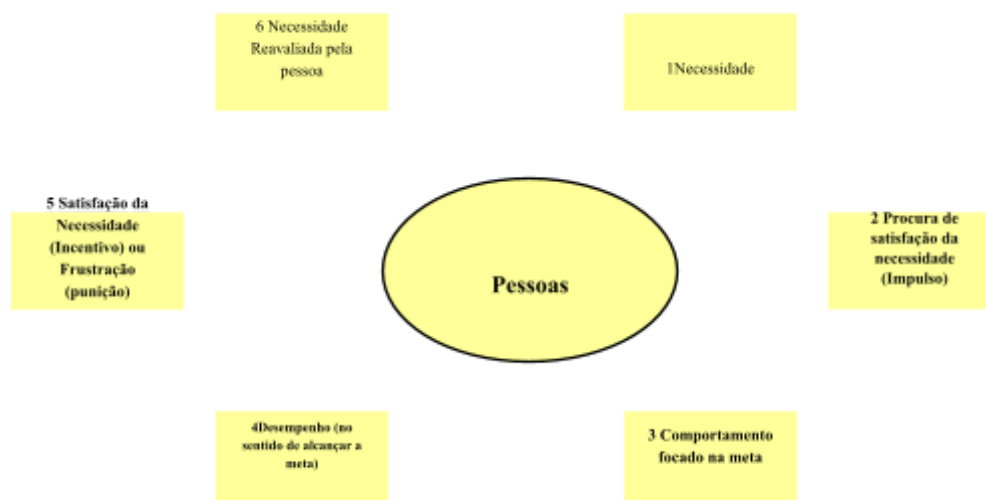 6 Necessidade
Reavaliada pela
pessoa
1Necessidade
5 Satisfação da
Necessidade
(Incentivo) ou
Frustração
(punição)
Pessoas
2 Procura de
satisfação da
necessidade
(Impulso)
4Desempenho (no
sentido de alcançar a
meta)
3 Comportamento
focado na meta